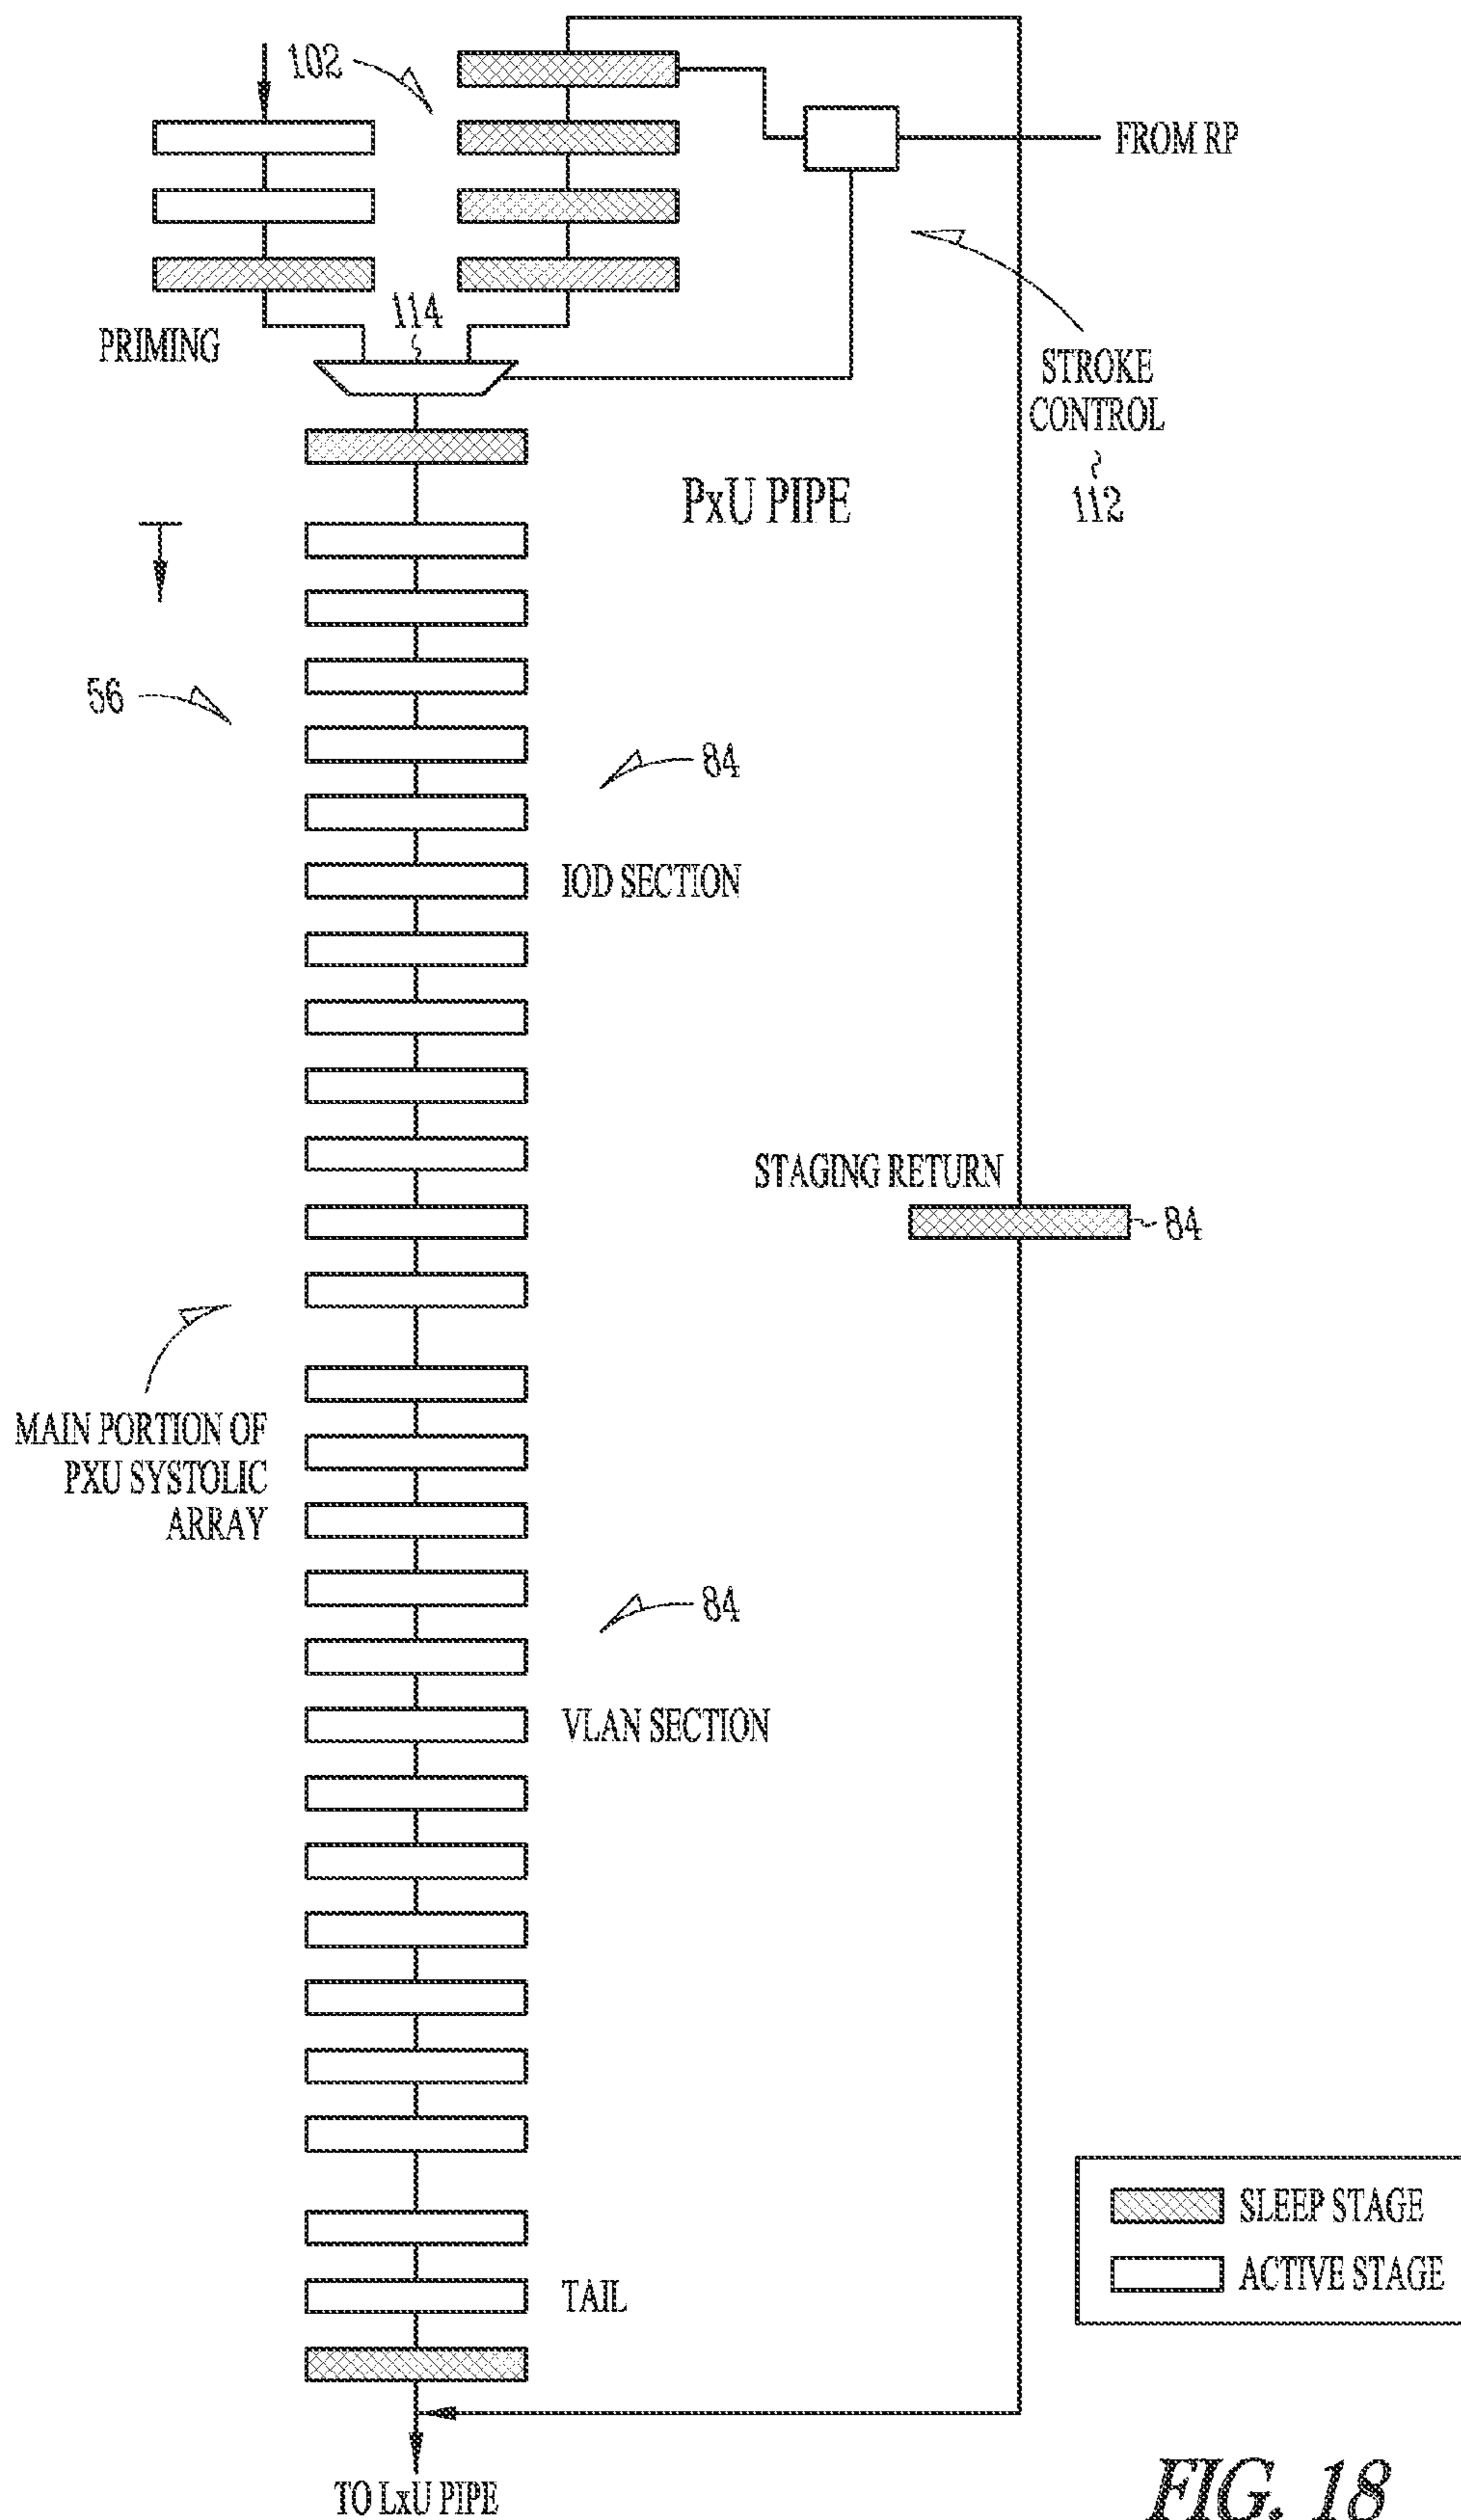 102
FROM RP
114
PRIMING
STROKE
CONTROL
112
PxU PIPE
56
84
IOD SECTION
STAGING RETURN
84
MAIN PORTION OF
PXU SYSTOLIC
ARRAY
84
VLAN SECTION
SLEEP STAGE
ACTIVE STAGE
TAIL
TO LxU PIPE
FIG. 18